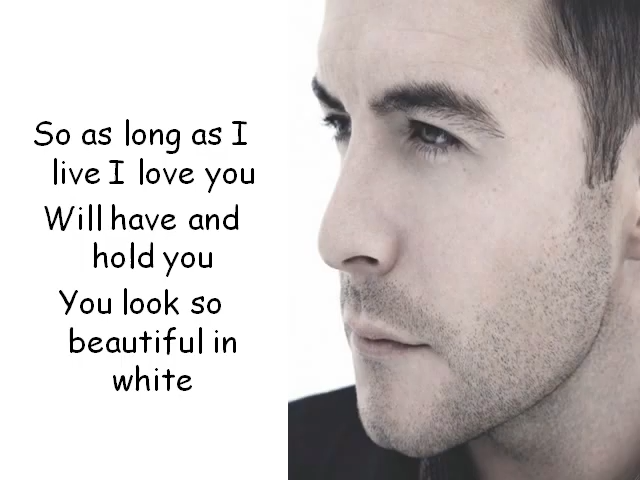 So as long as I
live I love you
Will have and
hold you
You look so
beautiful in
white